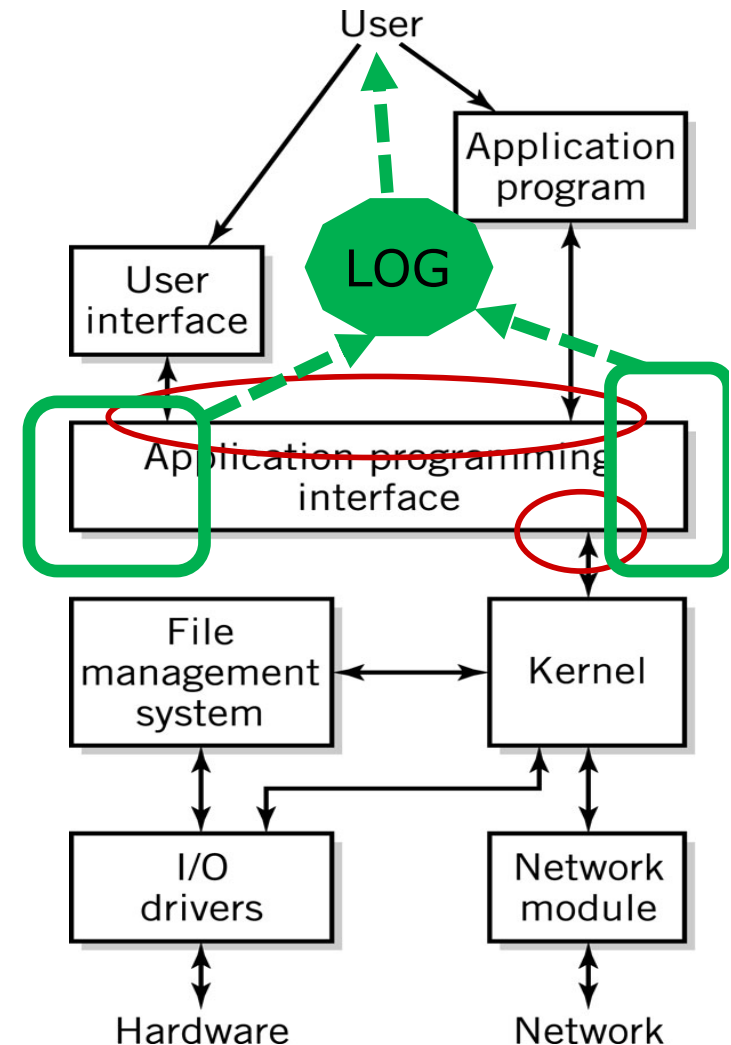 User
Application
program
LOG
User
interface
Application programming
interface
File
management
system
Kernel
I/O
drivers
Network
module
Hardware
Network